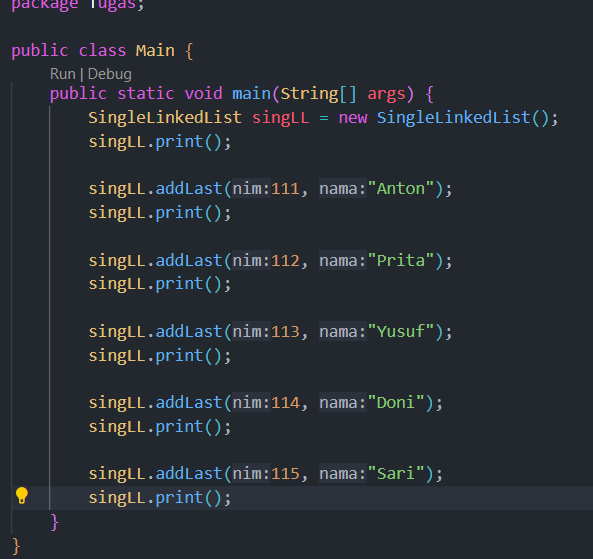 package Tugas;
public class Main {
Run | Debug
public static void main(String[] args) {
SingleLinkedList singLL = new SingleLinkedList();
singLL.print();
singLL.addLast(nim:111, nama:"Anton");
singLL.print();
singLL.addLast(nim:112, nama:"Prita");
singLL.print();
singLL.addLast(nim:113, nama:"Yusuf");
singLL.print();
singLL.addLast(nim:114, nama:"Doni");
singLL.print();
singLL.addLast(nim:115, nama:"Sari");
singLL.print();
}
}